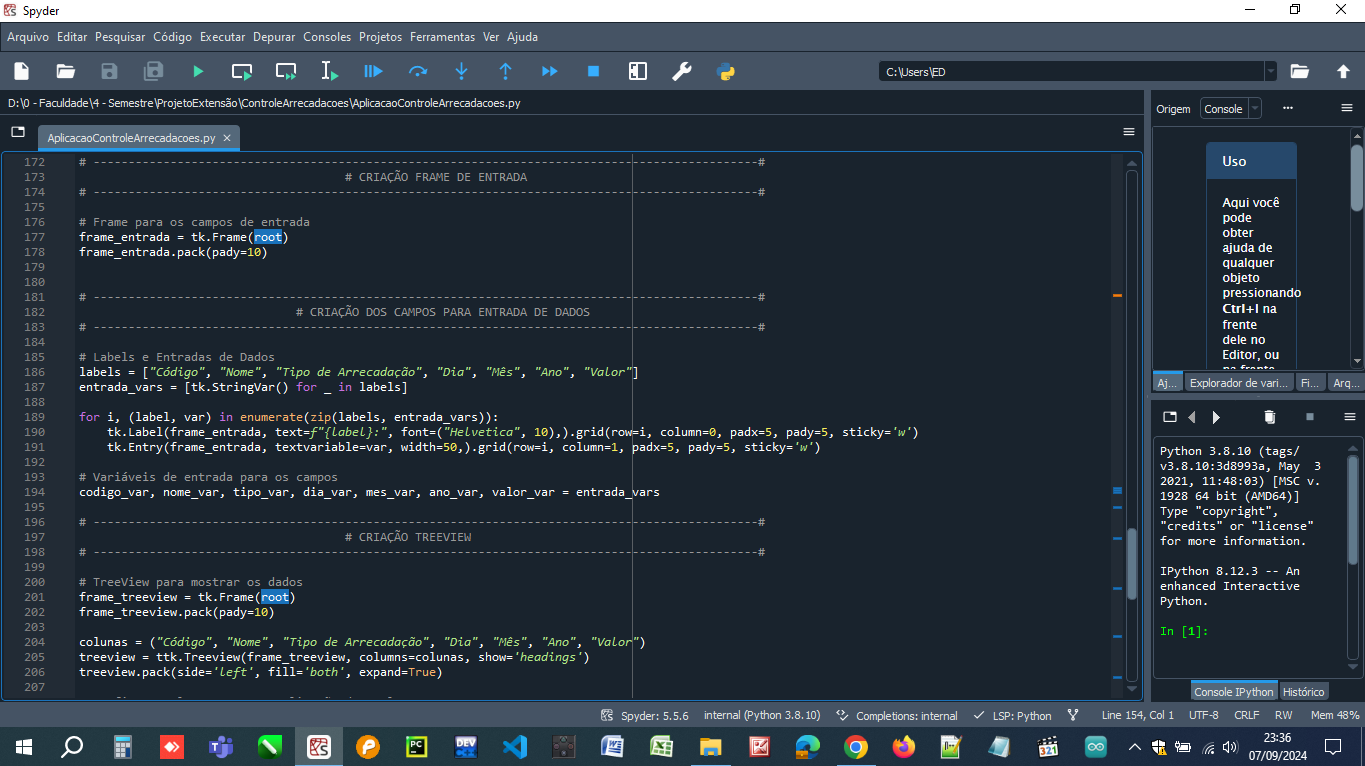 Spyder
Arquivo Editar Pesquisar Código Executar Depurar Consoles Projetos Ferramentas Ver Ajuda
C:\Users\ED
D:\0 - Faculdade\4 - Semestre\ProjetoExtensão\ControleArrecadacoes\AplicacaoControleArrecadacoes.py
AplicacaoControleArrecadacoes.py
172 # -----------------------------------------------------------------------------------------------#
173 # CRIAÇÃO FRAME DE ENTRADA
174 # -----------------------------------------------------------------------------------------------#
175
176 # Frame para os campos de entrada
177 frame_entrada = tk.Frame(root)
178 frame_entrada.pack(pady=10)
179
180
181 # -----------------------------------------------------------------------------------------------#
182 # CRIAÇÃO DOS CAMPOS PARA ENTRADA DE DADOS
183 # -----------------------------------------------------------------------------------------------#
184
185 # Labels e Entradas de Dados
186 labels = ["Código", "Nome", "Tipo de Arrecadação", "Dia", "Mês", "Ano", "Valor"]
187 entrada_vars = [tk.StringVar() for _ in labels]
188
189 for i, (label, var) in enumerate(zip(labels, entrada_vars)):
190 tk.Label(frame_entrada, text=f"{label}:", font=("Helvetica", 10),).grid(row=i, column=0, padx=5, pady=5, sticky='w')
191 tk.Entry(frame_entrada, textvariable=var, width=50,).grid(row=i, column=1, padx=5, pady=5, sticky='w')
192
193 # Variáveis de entrada para os campos
194 codigo_var, nome_var, tipo_var, dia_var, mes_var, ano_var, valor_var = entrada_vars
195
196 # -----------------------------------------------------------------------------------------------#
197 # CRIAÇÃO TREEVIEW
198 # -----------------------------------------------------------------------------------------------#
199
200 # TreeView para mostrar os dados
201 frame_treeview = tk.Frame(root)
202 frame_treeview.pack(pady=10)
203
204 colunas = ("Código", "Nome", "Tipo de Arrecadação", "Dia", "Mês", "Ano", "Valor")
205 treeview = ttk.Treeview(frame_treeview, columns=colunas, show='headings')
206 treeview.pack(side='left', fill='both', expand=True)
207
Origem Console
Uso
Aqui você
pode
obter
ajuda de
qualquer
objeto
pressionando
Ctrl+I na
frente
dele no
Editor, ou
na frente
Aj... Explorador de vari... Fi... Arq...
Python 3.8.10 (tags/
v3.8.10:3d8993a, May 3
2021, 11:48:03) [MSC v.
1928 64 bit (AMD64)]
Type "copyright",
"credits" or "license"
for more information.
IPython 8.12.3 -- An
enhanced Interactive
Python.
In [1]:
Console IPython Histórico
Spyder: 5.5.6 internal (Python 3.8.10) Completions: internal LSP: Python Line 154, Col 1 UTF-8 CRLF RW Mem 48%
PC
DEV
321
23:36
07/09/2024